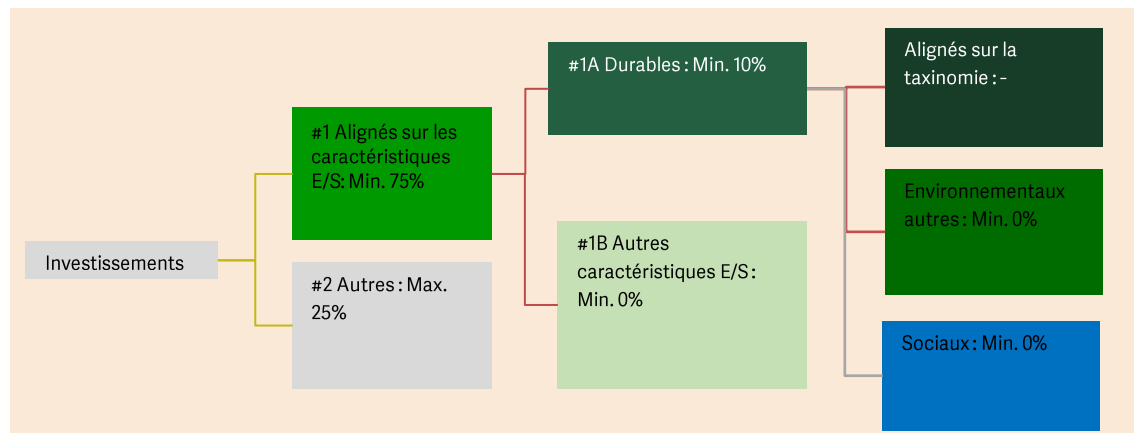 Investissements
#1 Alignés sur les
caractéristiques
E/S: Min. 75%
#2 Autres : Max.
25%
#1A Durables : Min. 10%
#1B Autres
caractéristiques E/S :
Min. 0%
Alignés sur la
taxinomie : -
Environnementaux
autres : Min. 0%
Sociaux : Min. 0%